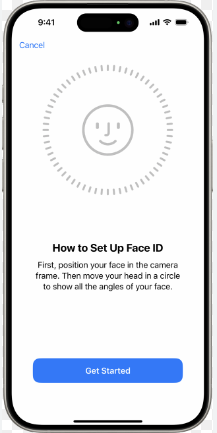 9:41
Cancel
How to Set Up Face ID
First, position your face in the camera
frame. Then move your head in a circle
to show all the angles of your face.
Get Started